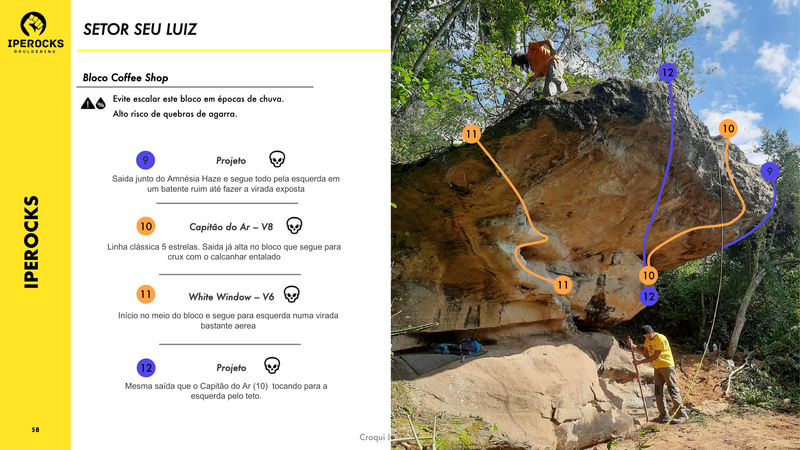 IPEROCKS
BOULDERING
SETOR SEU LUIZ
Bloco Coffee Shop
Evite escalar este bloco em épocas de chuva.
Alto risco de quebras de agarra.
9 Projeto
Saida junto do Amnésia Haze e segue todo pela esquerda em
um batente ruim até fazer a virada exposta
10 Capitão do Ar – V8
Linha clássica 5 estrelas. Saida já alta no bloco que segue para
crux com o calcanhar entalado
11 White Window – V6
Início no meio do bloco e segue para esquerda numa virada
bastante aerea
12 Projeto
Mesma saída que o Capitão do Ar (10) tocando para a
esquerda pelo teto.
IPEROCKS
58
Croqui
12
11
10
9
10
11
12